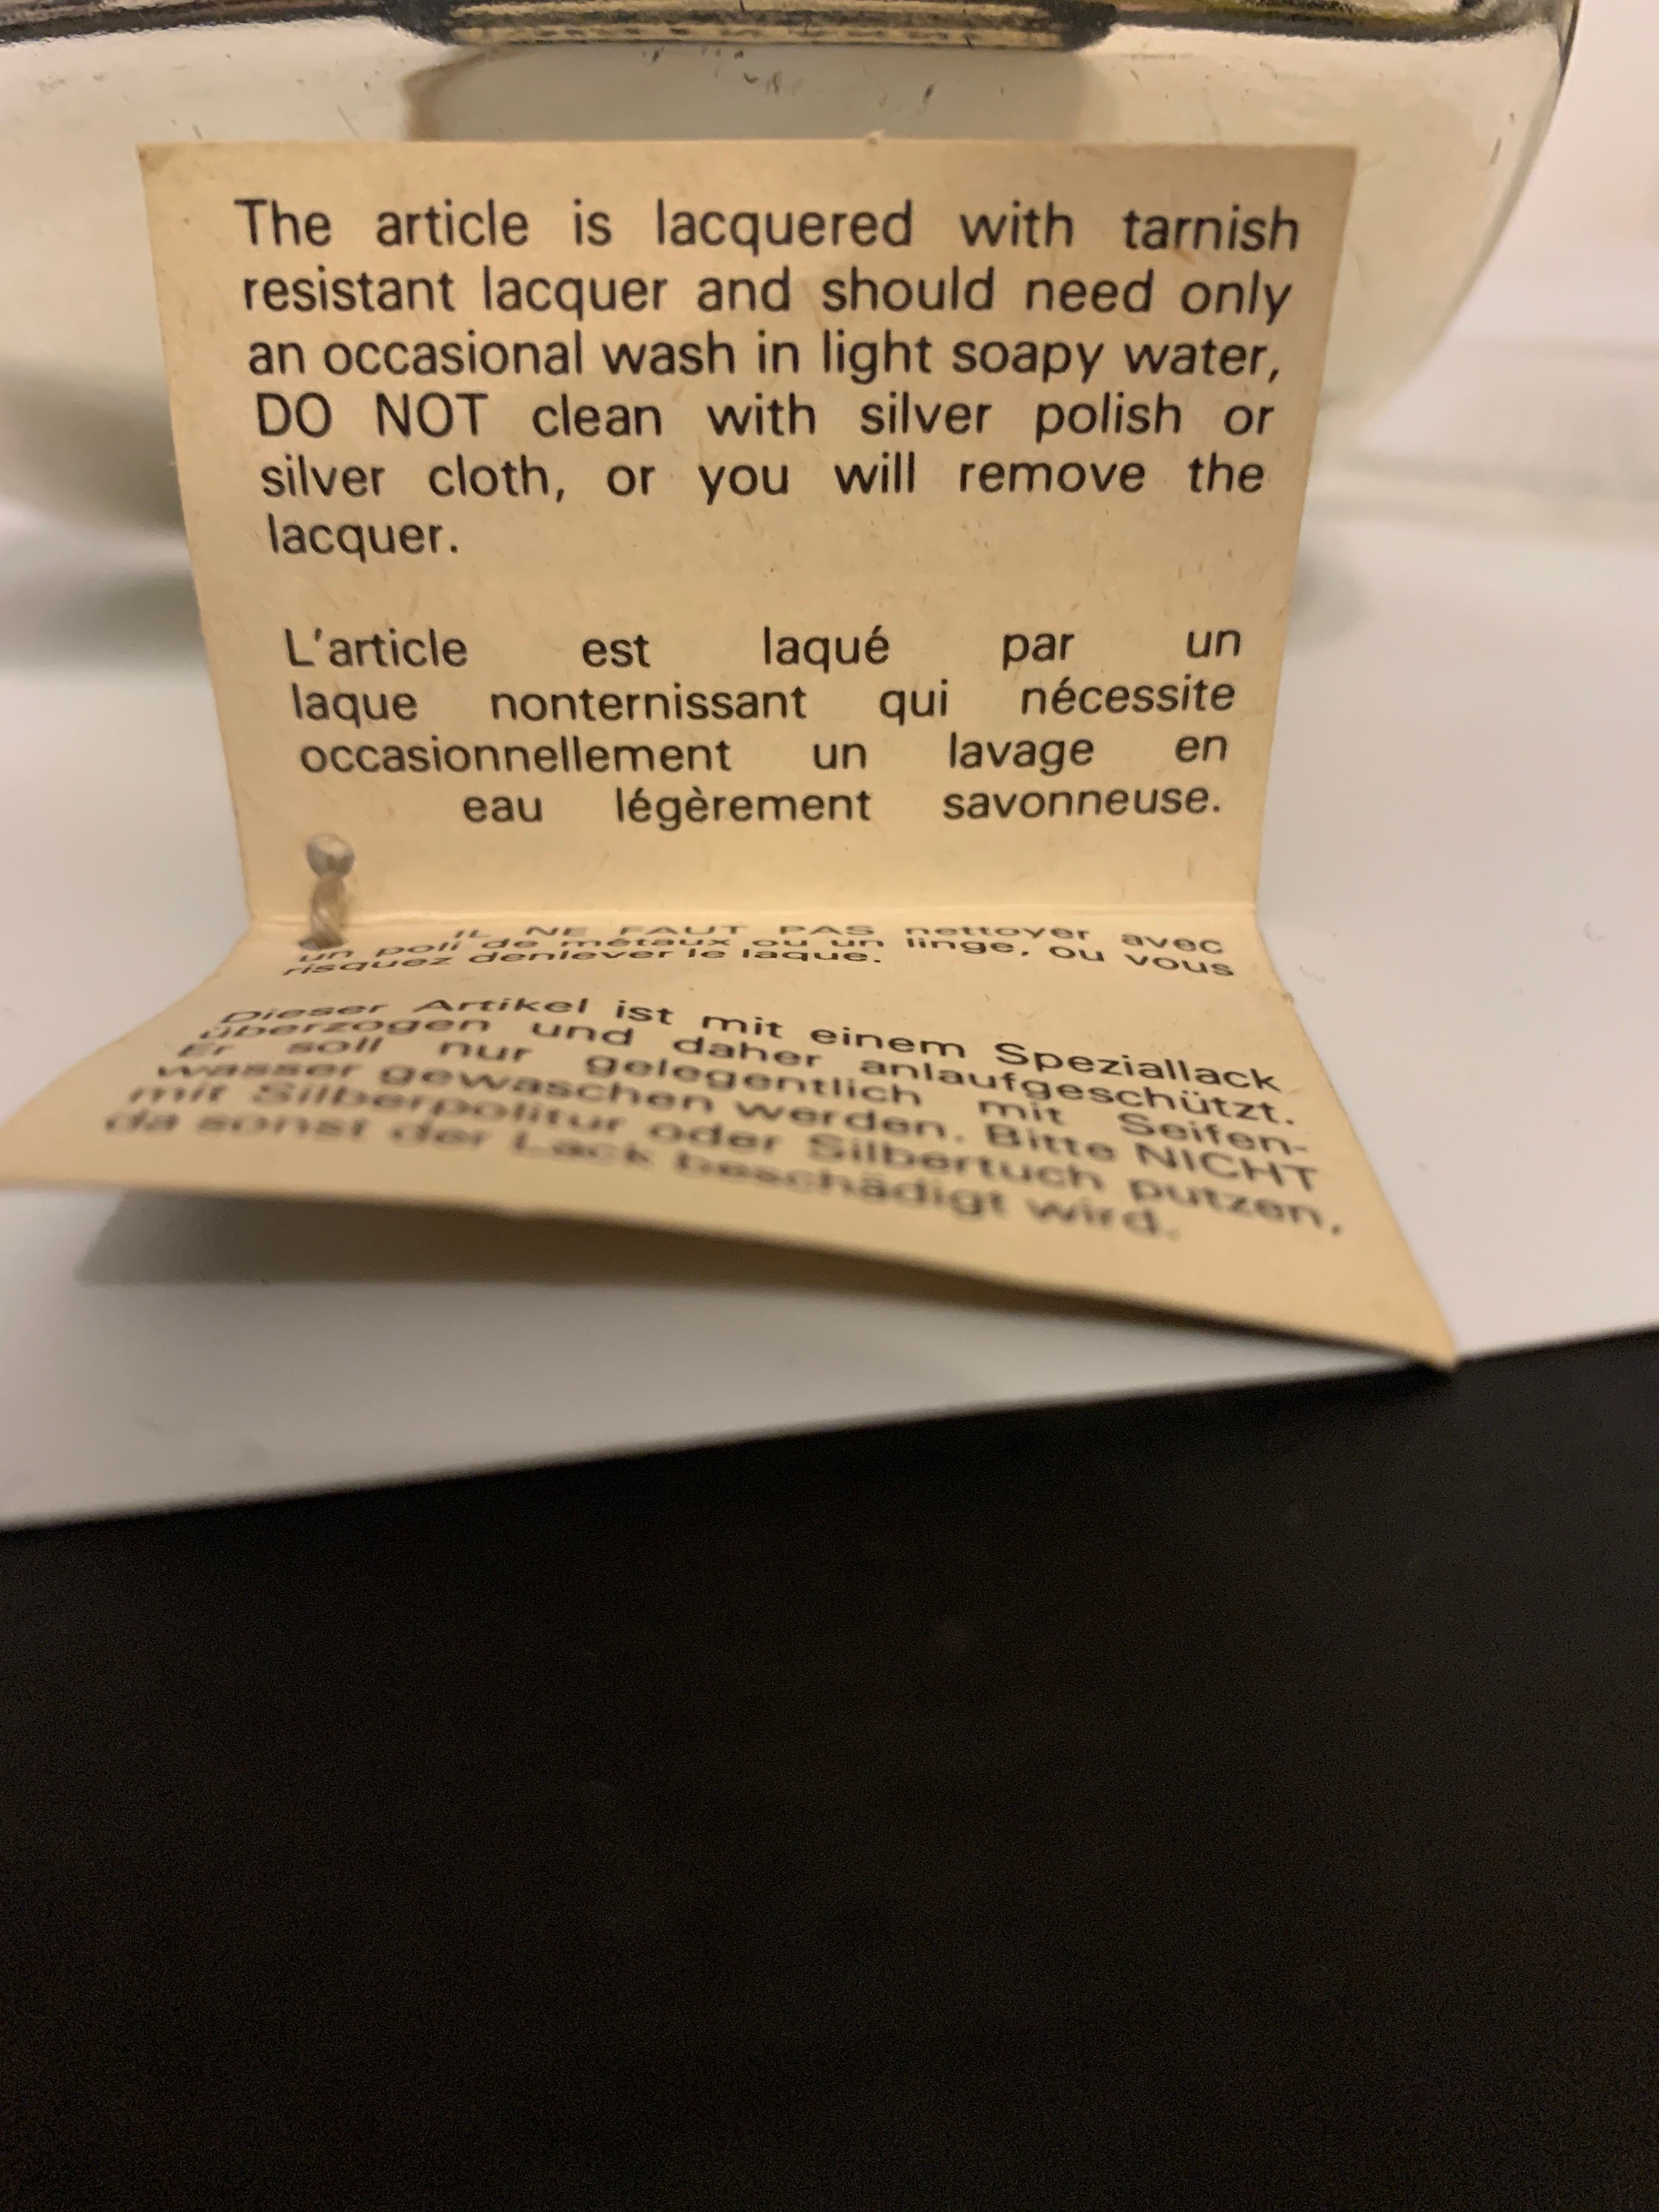 The article is lacquered with tarnish
resistant lacquer and should need only
an occasional wash in light soapy water,
DO NOT clean with silver polish or
silver cloth, or you will remove the
lacquer.
L'article est laqué par un
laque nonternissant qui nécessite
occasionnellement un lavage en
eau légèrement savonneuse.
IL NE FAUT PAS nettoyer avec
un poli de métaux ou un linge, ou vous
risquez denlever le laque.
Dieser Artikel ist mit einem Speziallack
überzogen und daher anlaufgeschützt.
Er soll nur gelegentlich mit Seifen-
wasser gewaschen werden. Bitte NICHT
mit Silberpolitur oder Silbertuch putzen,
da sonst der Lack beschädigt wird.